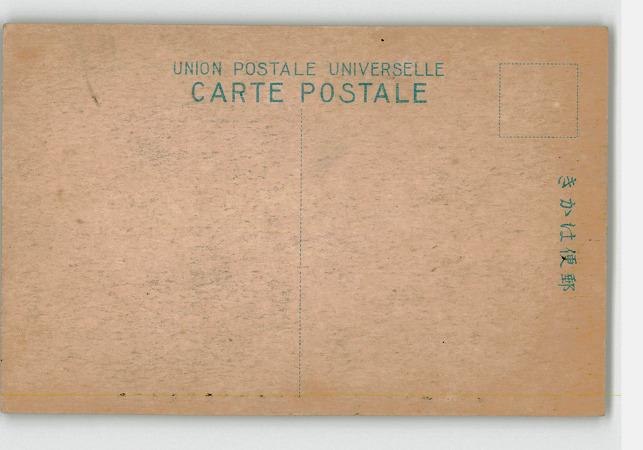 UNION POSTALE UNIVERSELLE
CARTE POSTALE
きかは便郵